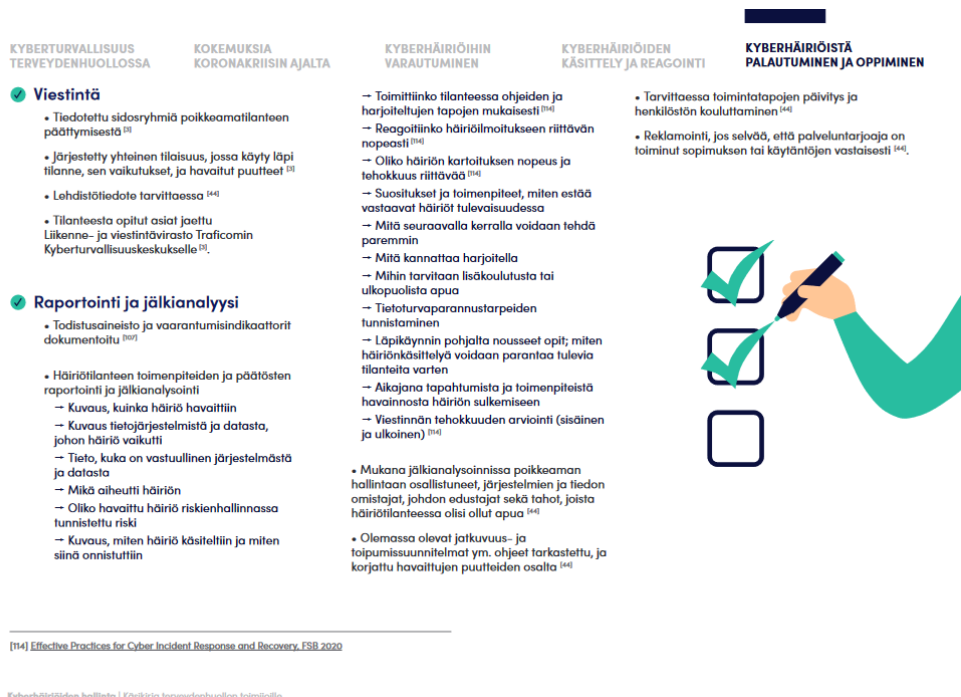 KYBERTURVALLISUUS
TERVEYDENHUOLLOSSA
KOKEMUKSIA
KORONAKRIISIN AJALTA
KYBERHÄIRIÖIHIN
VARAUTUMINEN
KYBERHÄIRIÖIDEN
KÄSITTELY JA REAGOINTI
KYBERHÄIRIÖISTÄ
PALAUTUMINEN JA OPPIMINEN
Viestintä
• Tiedotettu sidosryhmiä poikkeamatilanteen
päättymisestä [3]
• Järjestetty yhteinen tilaisuus, jossa käyty läpi
tilanne, sen vaikutukset, ja havaitut puutteet [3]
• Lehdistötiedote tarvittaessa [44]
• Tilanteesta opitut asiat jaettu
Liikenne- ja viestintävirasto Traficomin
Kyberturvallisuuskeskukselle [3].
Raportointi ja jälkianalyysi
• Todistusaineisto ja vaarantumisindikaattorit
dokumentoitu [107]
• Häiriötilanteen toimenpiteiden ja päätösten
raportointi ja jälkianalysointi
→ Kuvaus, kuinka häiriö havaittiin
→ Kuvaus tietojärjestelmistä ja datasta,
johon häiriö vaikutti
→ Tieto, kuka on vastuullinen järjestelmästä
ja datasta
→ Mikä aiheutti häiriön
→ Oliko havaittu häiriö riskienhallinnassa
tunnistettu riski
→ Kuvaus, miten häiriö käsiteltiin ja miten
siinä onnistuttiin
→ Toimittiinko tilanteessa ohjeiden ja
harjoiteltujen tapojen mukaisesti [114]
→ Reagoitiinko häiriöilmoitukseen riittävän
nopeasti [114]
→ Oliko häiriön kartoituksen nopeus ja
tehokkuus riittävää [114]
→ Suositukset ja toimenpiteet, miten estää
vastaavat häiriöt tulevaisuudessa
→ Mitä seuraavalla kerralla voidaan tehdä
paremmin
→ Mitä kannattaa harjoitella
→ Mihin tarvitaan lisäkoulutusta tai
ulkopuolista apua
→ Tietoturvaparannustarpeiden
tunnistaminen
→ Läpikäynnin pohjalta nousseet opit; miten
häiriönkäsittelyä voidaan parantaa tulevia
tilanteita varten
→ Aikajana tapahtumista ja toimenpiteistä
havainnosta häiriön sulkemiseen
→ Viestinnän tehokkuuden arviointi (sisäinen
ja ulkoinen) [114]
• Mukana jälkianalysoinnissa poikkeaman
hallintaan osallistuneet, järjestelmien ja tiedon
omistajat, johdon edustajat sekä tahot, joista
häiriötilanteessa olisi ollut apua [44]
• Olemassa olevat jatkuvuus- ja
toipumissuunnitelmat ym. ohjeet tarkastettu, ja
korjattu havaittujen puutteiden osalta [44]
• Tarvittaessa toimintatapojen päivitys ja
henkilöstön kouluttaminen [44]
• Reklamointi, jos selvää, että palveluntarjoaja on
toiminut sopimuksen tai käytäntöjen vastaisesti [44].
[114] Effective Practices for Cyber Incident Response and Recovery, FSB 2020
Kyberhäiriöiden hallinta | Käsikirja terveydenhuollon toimijoille